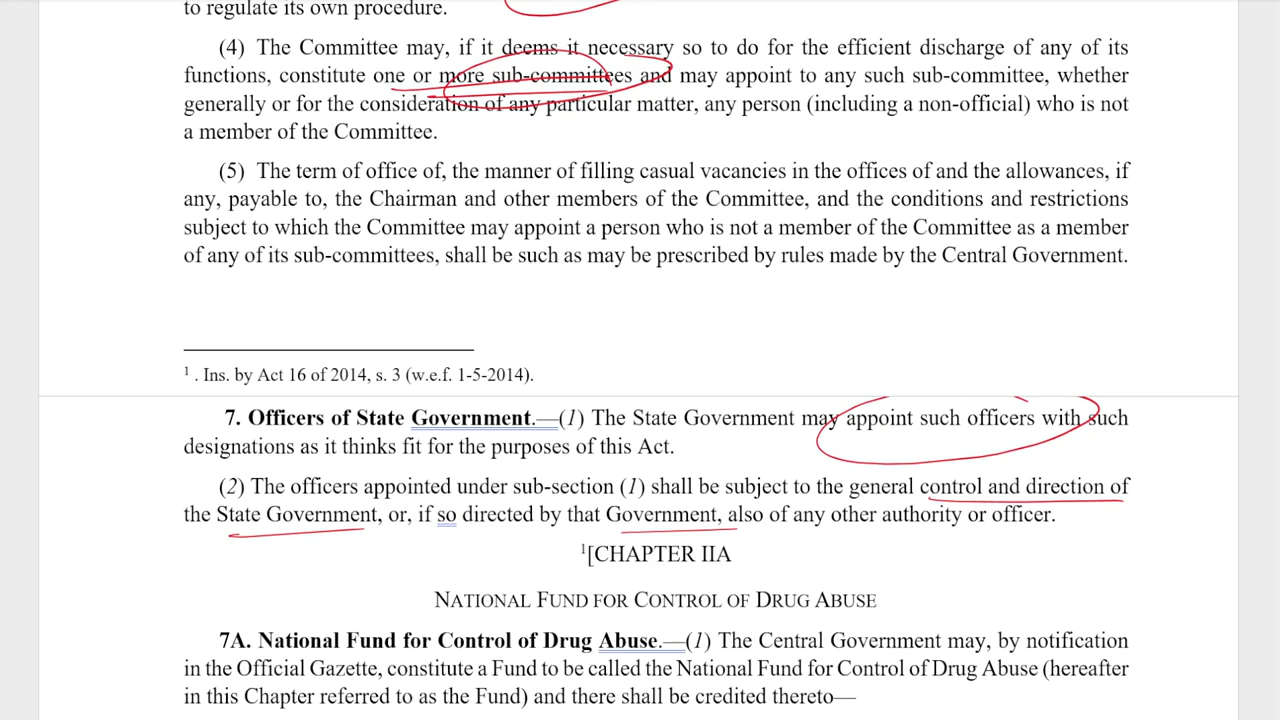 to regulate its own procedure.
(4) The Committee may, if it deems it necessary so to do for the efficient discharge of any of its
functions, constitute one or more sub-committees and may appoint to any such sub-committee, whether
generally or for the consideration of any particular matter, any person (including a non-official) who is not
a member of the Committee.
(5) The term of office of, the manner of filling casual vacancies in the offices of and the allowances, if
any, payable to, the Chairman and other members of the Committee, and the conditions and restrictions
subject to which the Committee may appoint a person who is not a member of the Committee as a member
of any of its sub-committees, shall be such as may be prescribed by rules made by the Central Government.
1 . Ins. by Act 16 of 2014, s. 3 (w.e.f. 1-5-2014).
7. Officers of State Government.—(1) The State Government may appoint such officers with such
designations as it thinks fit for the purposes of this Act.
(2) The officers appointed under sub-section (1) shall be subject to the general control and direction of
the State Government, or, if so directed by that Government, also of any other authority or officer.
1[CHAPTER IIA
NATIONAL FUND FOR CONTROL OF DRUG ABUSE
7A. National Fund for Control of Drug Abuse.—(1) The Central Government may, by notification
in the Official Gazette, constitute a Fund to be called the National Fund for Control of Drug Abuse (hereafter
in this Chapter referred to as the Fund) and there shall be credited thereto—